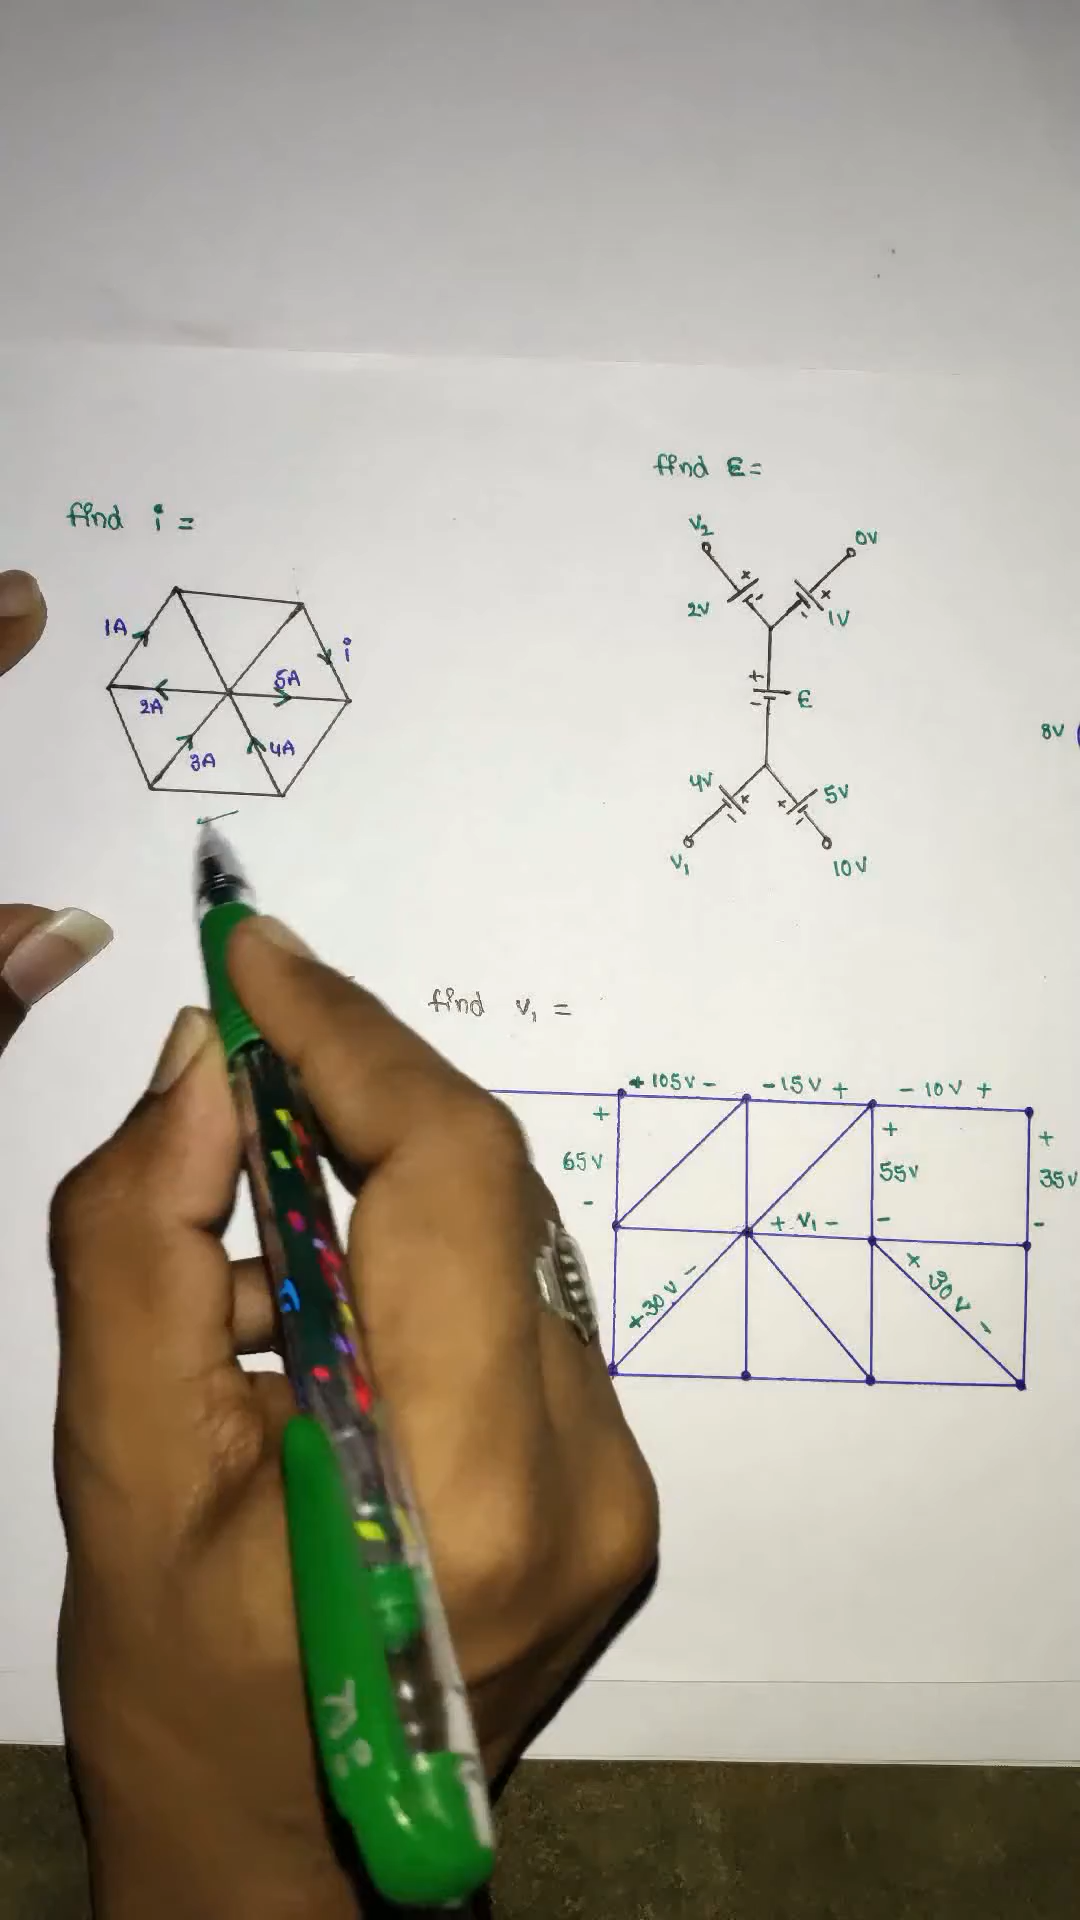 find i =
1A
i
5A
2A
3A
4A
find E =
V2
0V
2V
+
-
+
-
1V
+
-
E
4V
+
-
+
-
5V
V1
10V
8V
find V1 =
+ 105V -
- 15V +
- 10V +
+
65V
-
+
55V
-
+
35V
-
+ V1 -
+ 30V -
+ 30V -